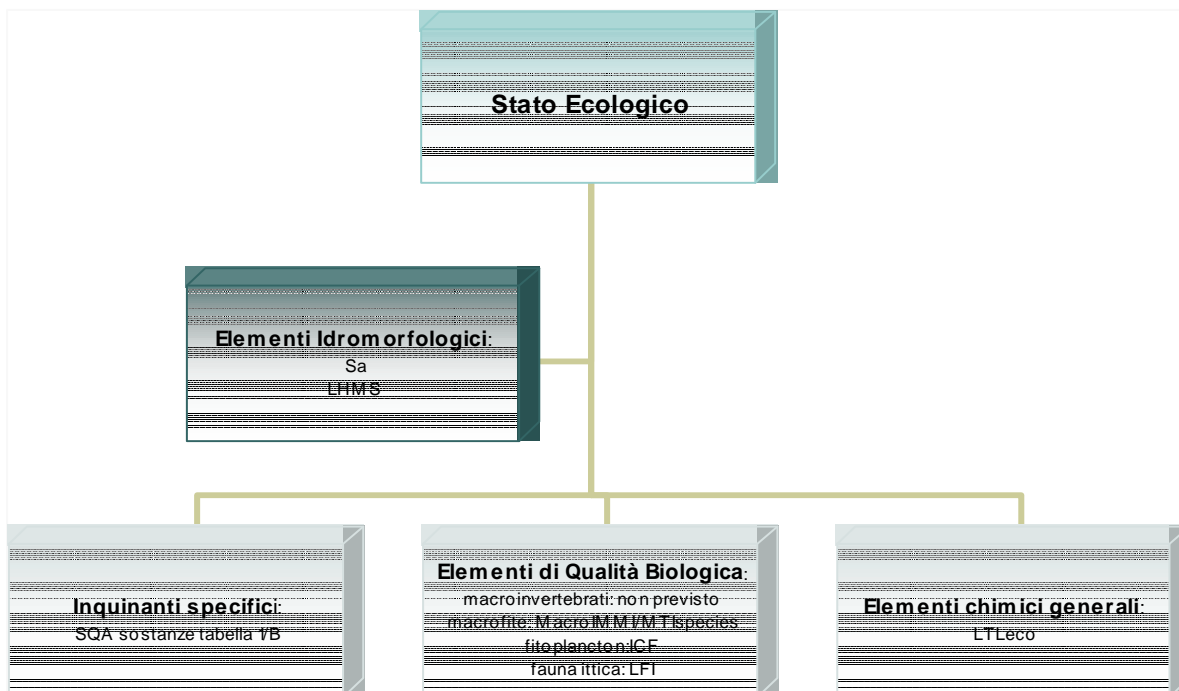 Stato Ecologico
Elementi Idromorfologici:
Sa
LHMS
Inquinanti specifici:
SQA sostanze tabella 1/B
Elementi di Qualità Biologica:
macroinvertebrati: non previsto
macrofite: MacroIMMI/MTIspecies
fitoplancton:ICF
fauna ittica: LFI
Elementi chimici generali:
LTLeco